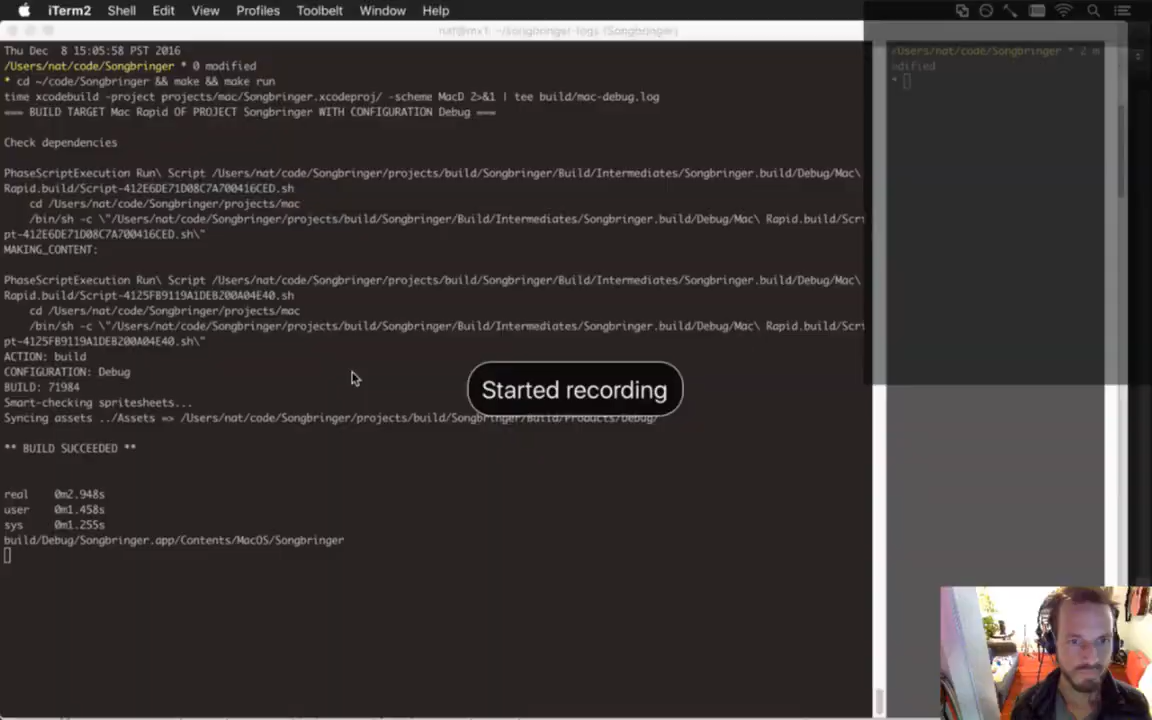 iTerm2 Shell Edit View Profiles Toolbelt Window Help
nat@mx1: ~/songbringer-logs (Songbringer)
Thu Dec  8 15:05:58 PST 2016
/Users/nat/code/Songbringer * 0 modified
* cd ~/code/Songbringer && make && make run
time xcodebuild -project projects/mac/Songbringer.xcodeproj/ -scheme MacD 2>&1 | tee build/mac-debug.log
=== BUILD TARGET Mac Rapid OF PROJECT Songbringer WITH CONFIGURATION Debug ===
Check dependencies
PhaseScriptExecution Run\ Script /Users/nat/code/Songbringer/projects/build/Songbringer/Build/Intermediates/Songbringer.build/Debug/Mac\
Rapid.build/Script-412E6DE71D08C7A700416CED.sh
cd /Users/nat/code/Songbringer/projects/mac
/bin/sh -c \"/Users/nat/code/Songbringer/projects/build/Songbringer/Build/Intermediates/Songbringer.build/Debug/Mac\ Rapid.build/Scri
pt-412E6DE71D08C7A700416CED.sh\"
MAKING_CONTENT:
PhaseScriptExecution Run\ Script /Users/nat/code/Songbringer/projects/build/Songbringer/Build/Intermediates/Songbringer.build/Debug/Mac\
Rapid.build/Script-4125FB9119A1DEB200A04E40.sh
cd /Users/nat/code/Songbringer/projects/mac
/bin/sh -c \"/Users/nat/code/Songbringer/projects/build/Songbringer/Build/Intermediates/Songbringer.build/Debug/Mac\ Rapid.build/Scri
pt-4125FB9119A1DEB200A04E40.sh\"
ACTION: build
CONFIGURATION: Debug
BUILD: 71984
Smart-checking spritesheets...
Syncing assets ../Assets => /Users/nat/code/Songbringer/projects/build/Songbringer/Build/Products/Debug/
** BUILD SUCCEEDED **
real 0m2.948s
user 0m1.458s
sys 0m1.255s
build/Debug/Songbringer.app/Contents/MacOS/Songbringer
Started recording
/Users/nat/code/Songbringer * 2 m
odified
*